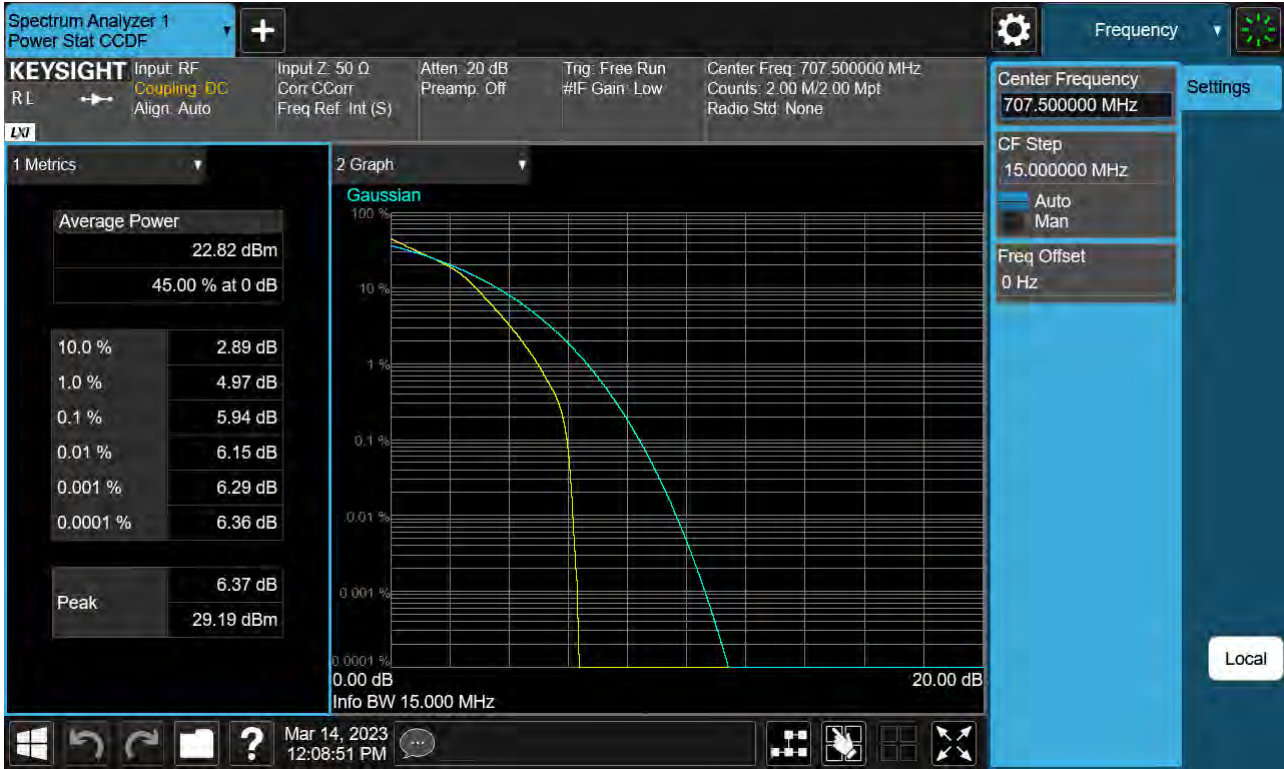 Spectrum Analyzer 1
Power Stat CCDF
Frequency
KEYSIGHT
RL
LXI
Input: RF
Coupling: DC
Align: Auto
Input Z: 50 Ω
Corr CCorr
Freq Ref: Int (S)
Atten: 20 dB
Preamp: Off
Trig: Free Run
#IF Gain: Low
Center Freq: 707.500000 MHz
Counts: 2.00 M/2.00 Mpt
Radio Std: None
Center Frequency
707.500000 MHz
Settings
CF Step
15.000000 MHz
Auto
Man
Freq Offset
0 Hz
Local
1 Metrics
Average Power
22.82 dBm
45.00 % at 0 dB
10.0 % 2.89 dB
1.0 % 4.97 dB
0.1 % 5.94 dB
0.01 % 6.15 dB
0.001 % 6.29 dB
0.0001 % 6.36 dB
Peak
6.37 dB
29.19 dBm
2 Graph
Gaussian
100 %
10 %
1 %
0.1 %
0.01 %
0.001 %
0.0001 %
0.00 dB 20.00 dB
Info BW 15.000 MHz
?
Mar 14, 2023
12:08:51 PM